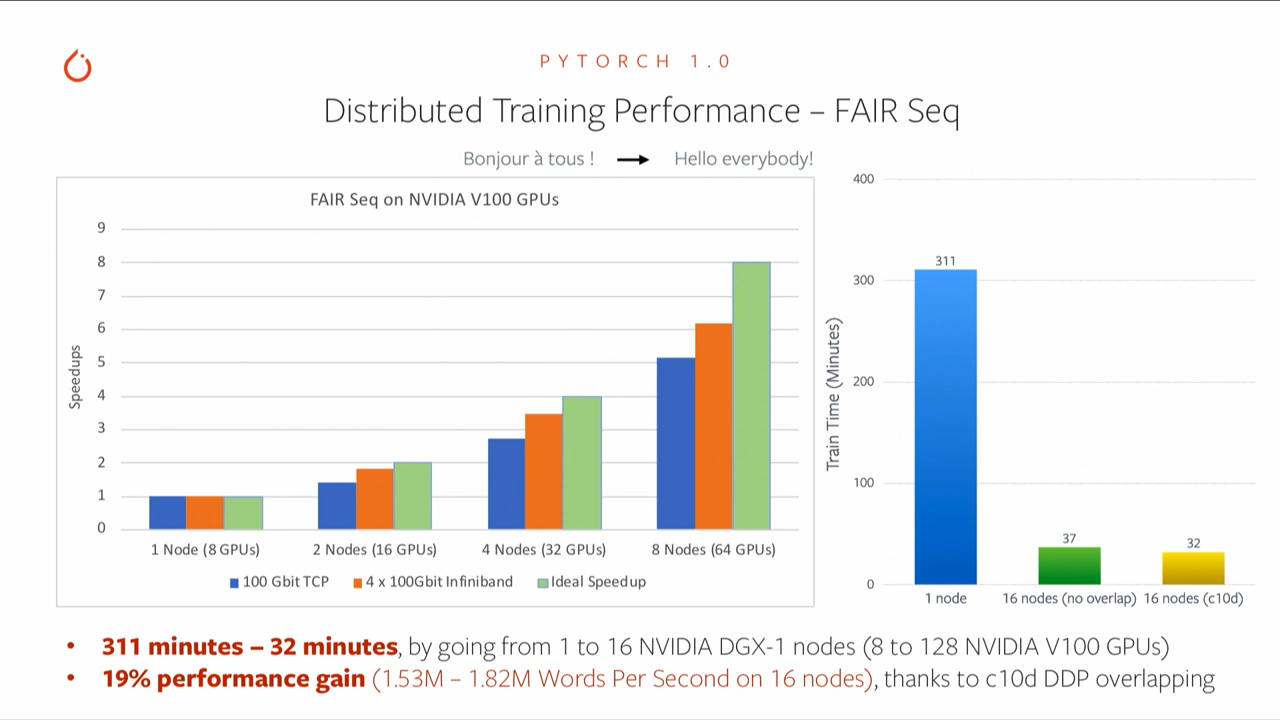 PYTORCH 1.0
Distributed Training Performance – FAIR Seq
Bonjour à tous ! Hello everybody!
FAIR Seq on NVIDIA V100 GPUs
Speedups
9
8
7
6
5
4
3
2
1
0
1 Node (8 GPUs) 2 Nodes (16 GPUs) 4 Nodes (32 GPUs) 8 Nodes (64 GPUs)
100 Gbit TCP 4 x 100Gbit Infiniband Ideal Speedup
Train Time (Minutes)
400
300
200
100
0
311
37
32
1 node 16 nodes (no overlap) 16 nodes (c10d)
• 311 minutes – 32 minutes, by going from 1 to 16 NVIDIA DGX-1 nodes (8 to 128 NVIDIA V100 GPUs)
• 19% performance gain (1.53M – 1.82M Words Per Second on 16 nodes), thanks to c10d DDP overlapping